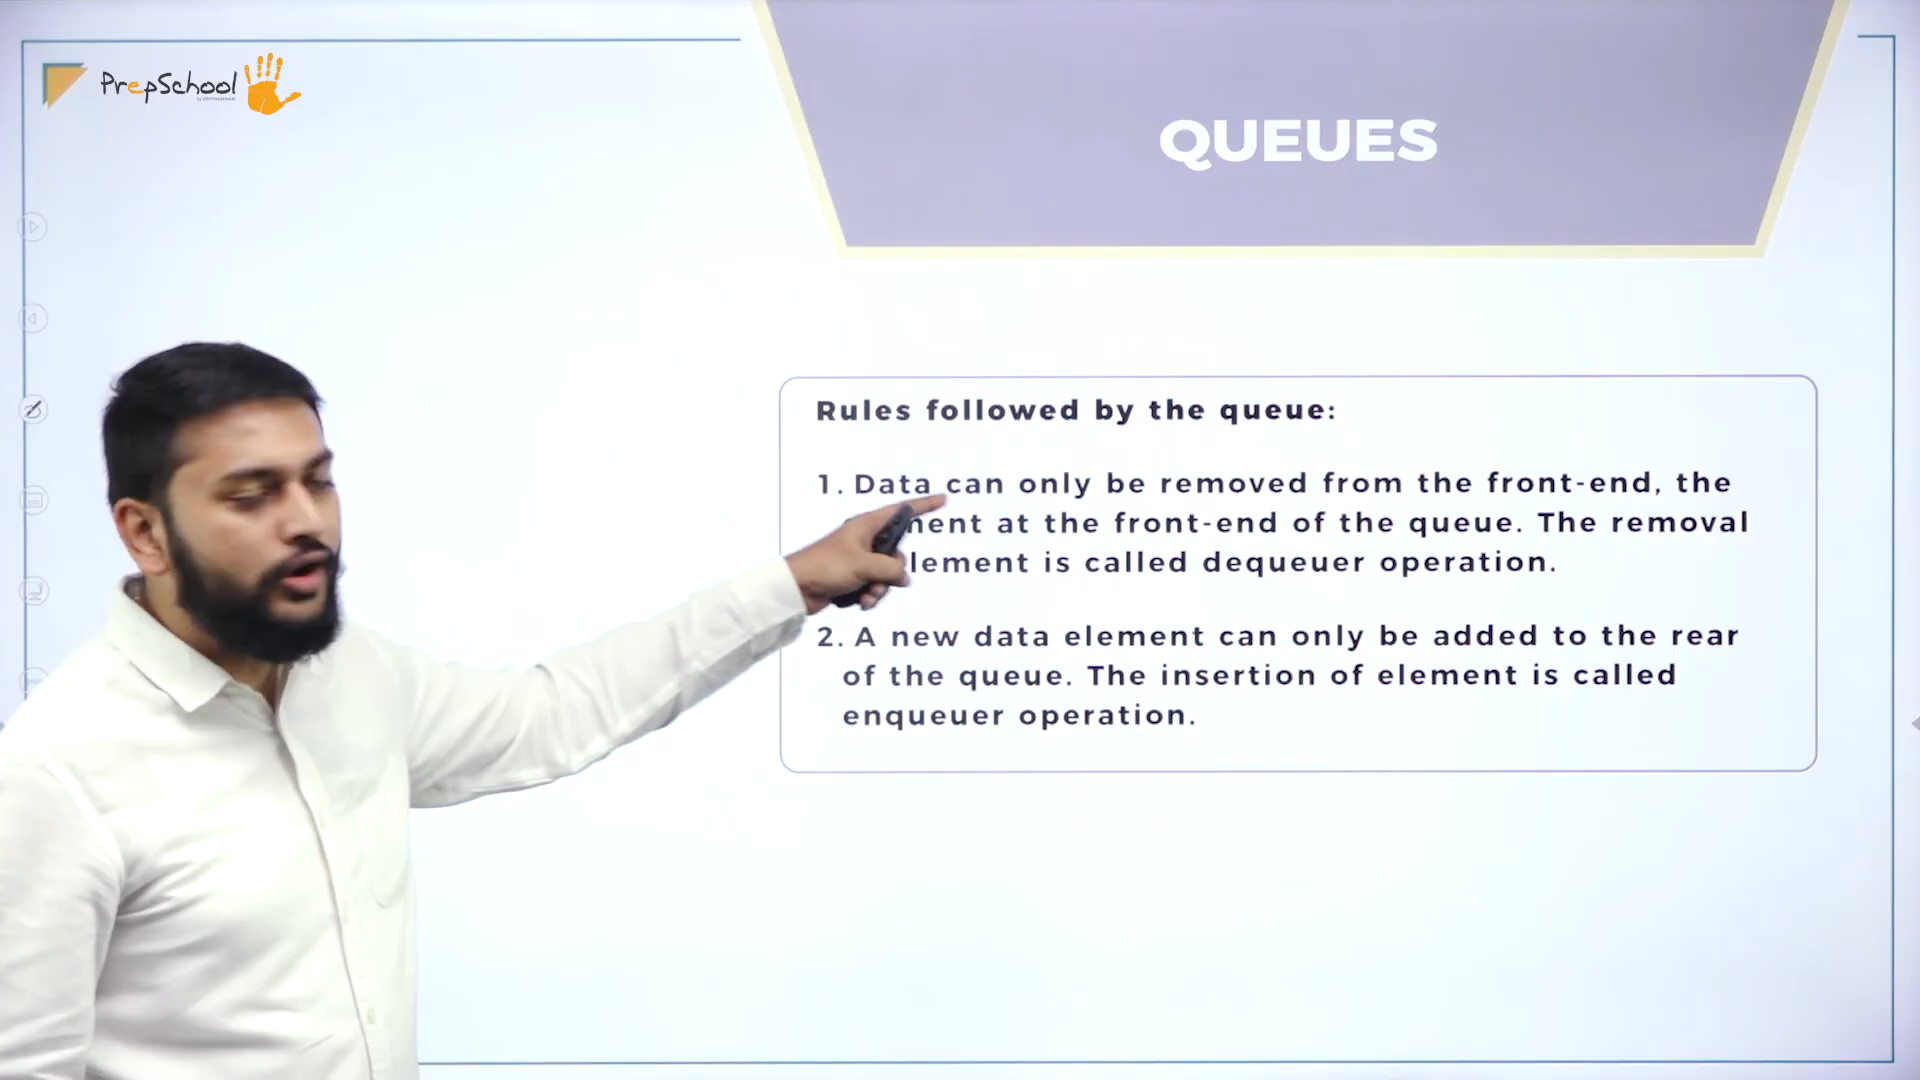 PrepSchool
QUEUES
Rules followed by the queue:
1. Data can only be removed from the front-end, the
at the front-end of the queue. The removal
is called dequeuer operation.
2. A new data element can only be added to the rear
of the queue. The insertion of element is called
enqueuer operation.